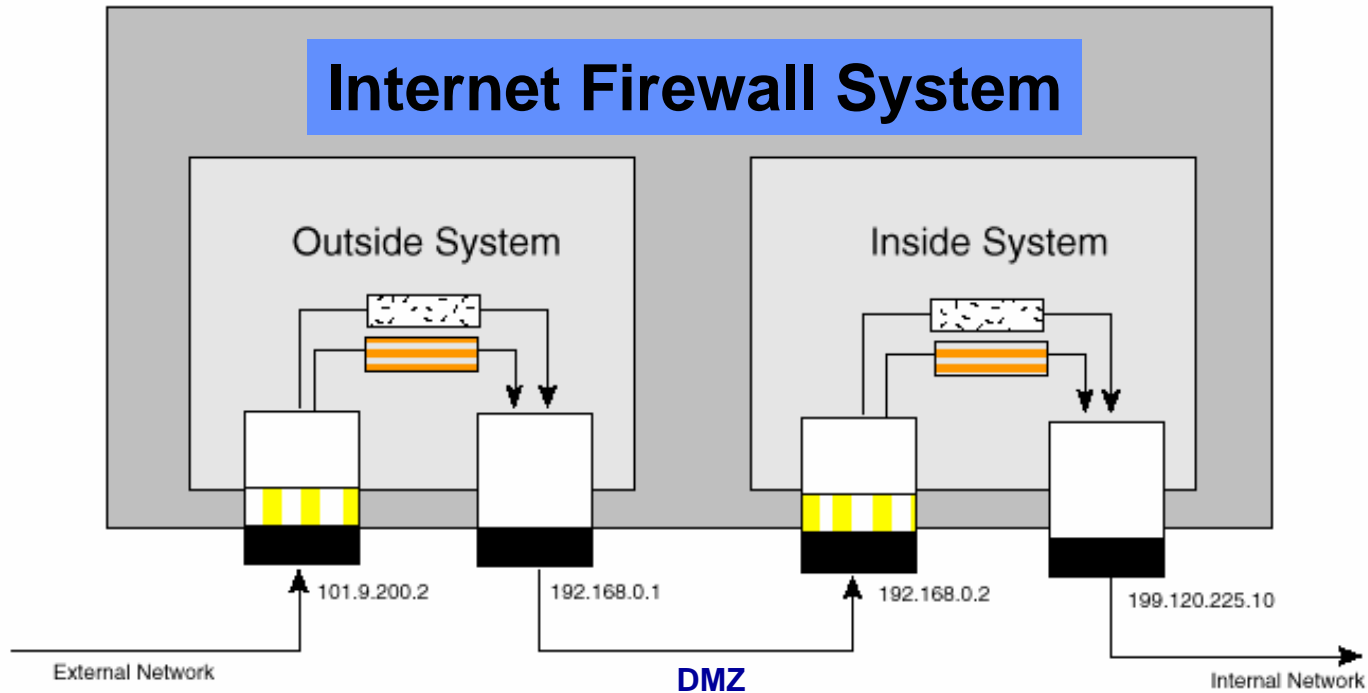 Internet Firewall System
Outside System
Inside System
101.9.200.2
192.168.0.1
192.168.0.2
199.120.225.10
External Network
DMZ
Internal Network